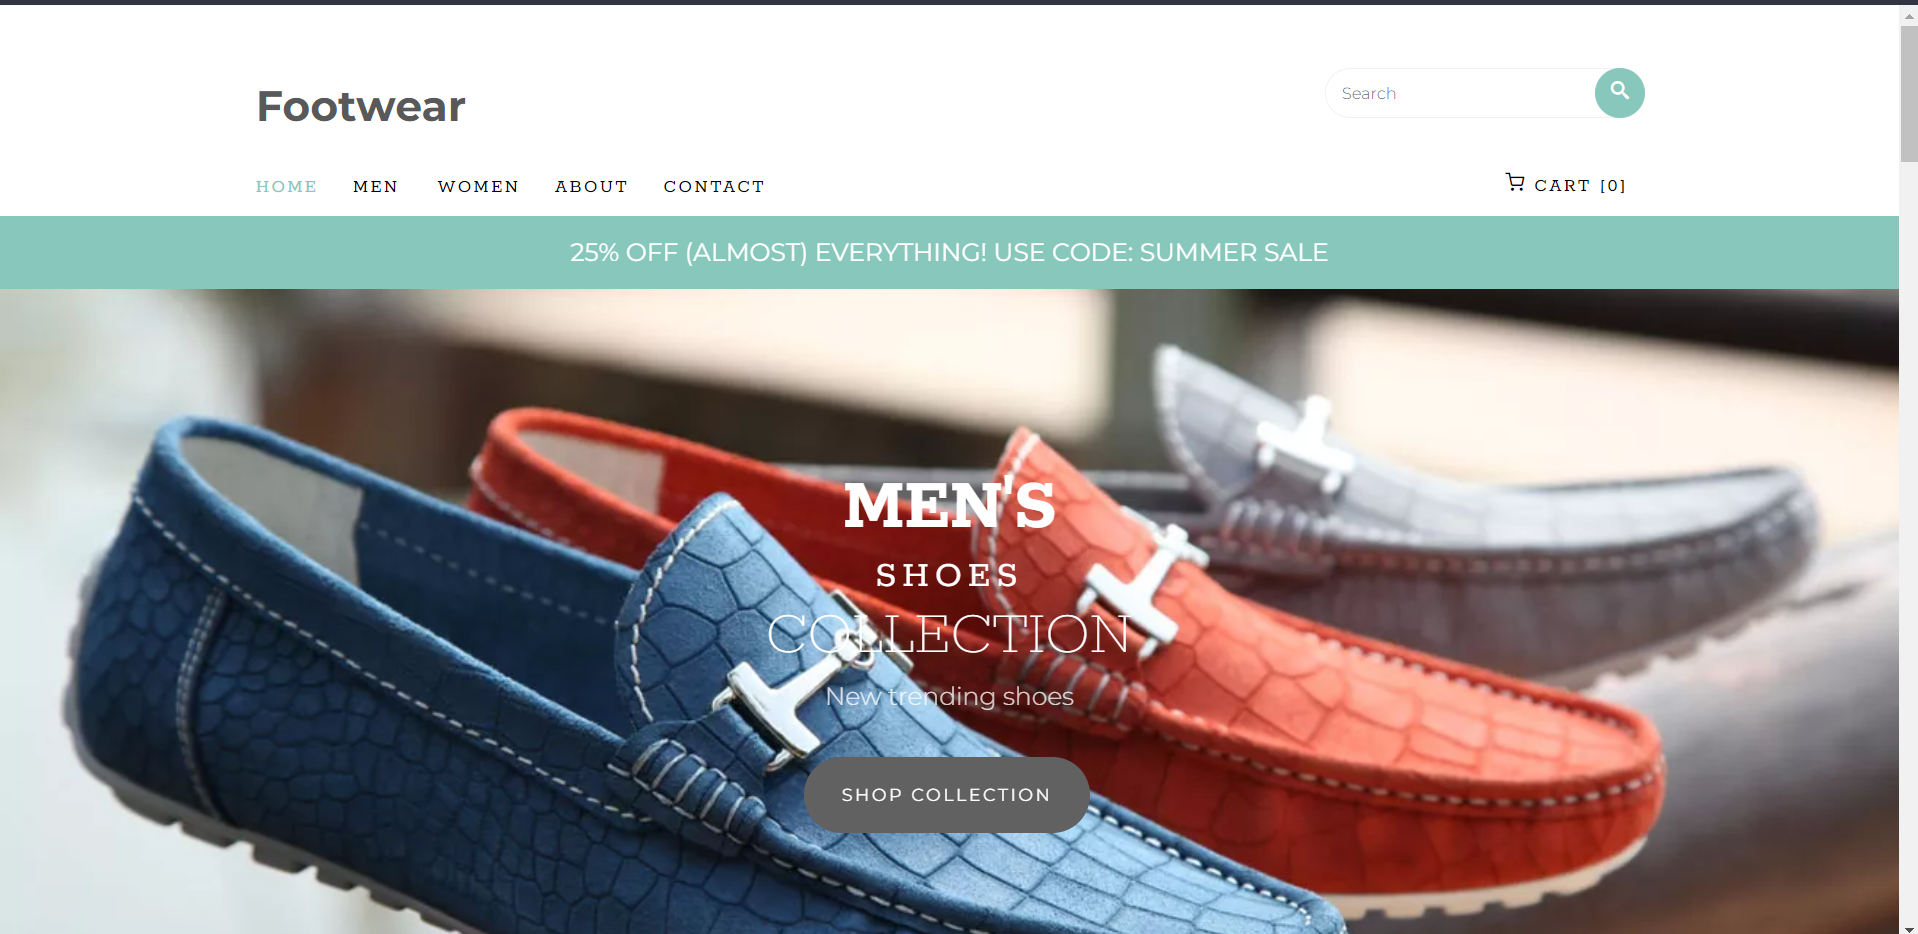 Footwear
Search
HOME MEN WOMEN ABOUT CONTACT
CART [0]
25% OFF (ALMOST) EVERYTHING! USE CODE: SUMMER SALE
MEN'S
SHOES
COLLECTION
New trending shoes
SHOP COLLECTION